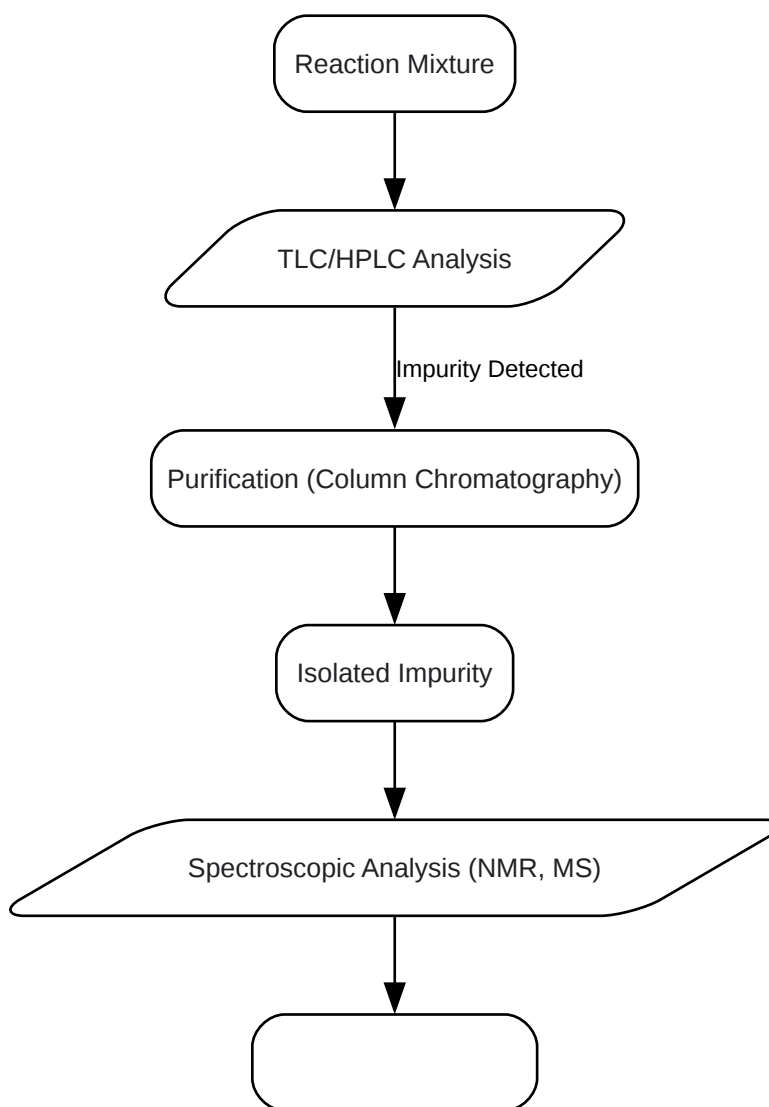 Reaction Mixture
TLC/HPLC Analysis
Impurity Detected
Purification (Column Chromatography)
Isolated Impurity
Spectroscopic Analysis (NMR, MS)